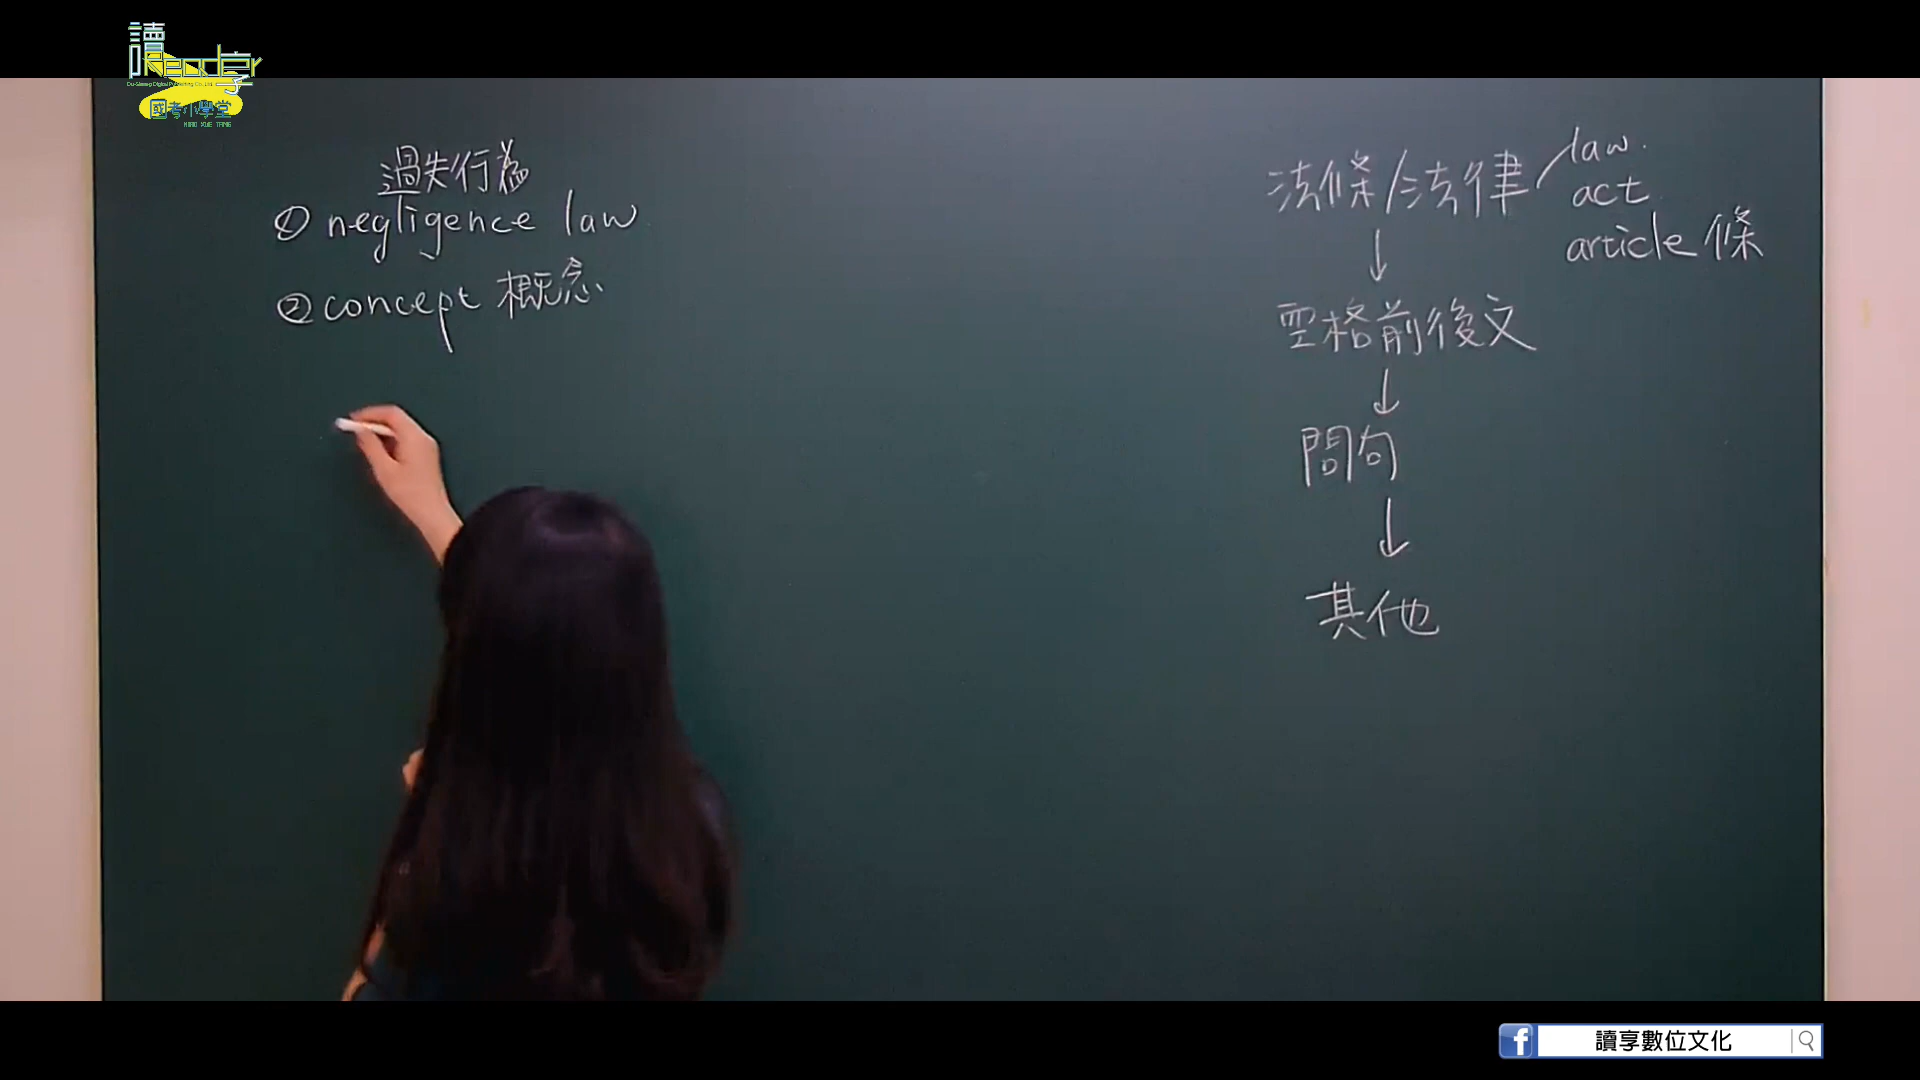 讀享
Reader
國考小學堂
過失行為
① negligence law
② concept 概念
法條/法律
law.
act
article 條
↓
空格前後文
↓
問句
↓
其他
讀享數位文化